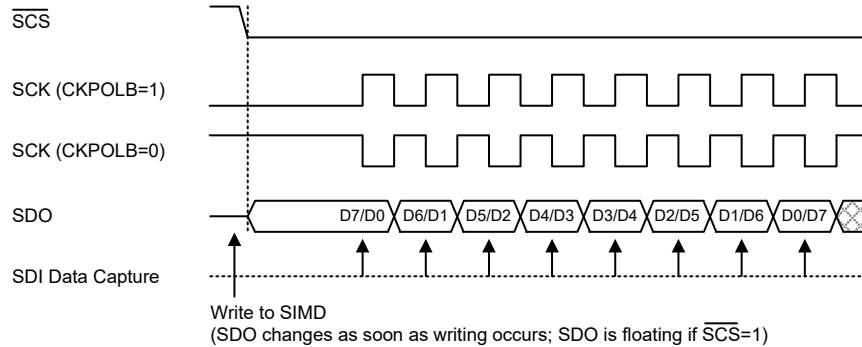 SCS
SCK (CKPOLB=1)
SCK (CKPOLB=0)
SDO D7/D0 D6/D1 D5/D2 D4/D3 D3/D4 D2/D5 D1/D6 D0/D7
SDI Data Capture
Write to SIMD
(SDO changes as soon as writing occurs; SDO is floating if SCS=1)